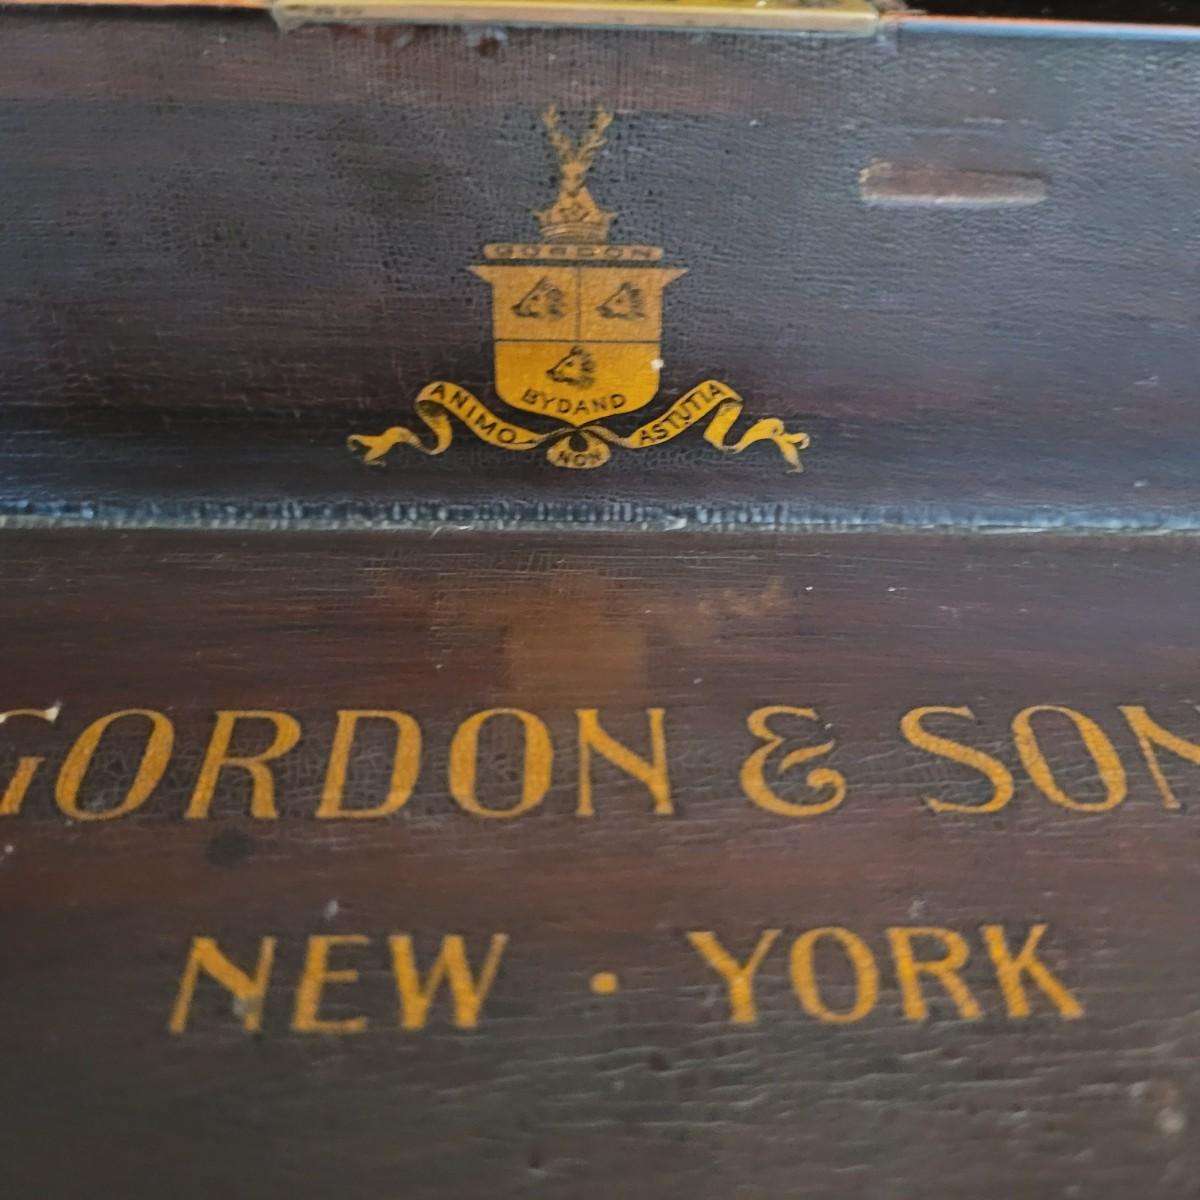 GORDON
BYDAND
ANIMO NON ASTUTIA
GORDON & SON
NEW · YORK